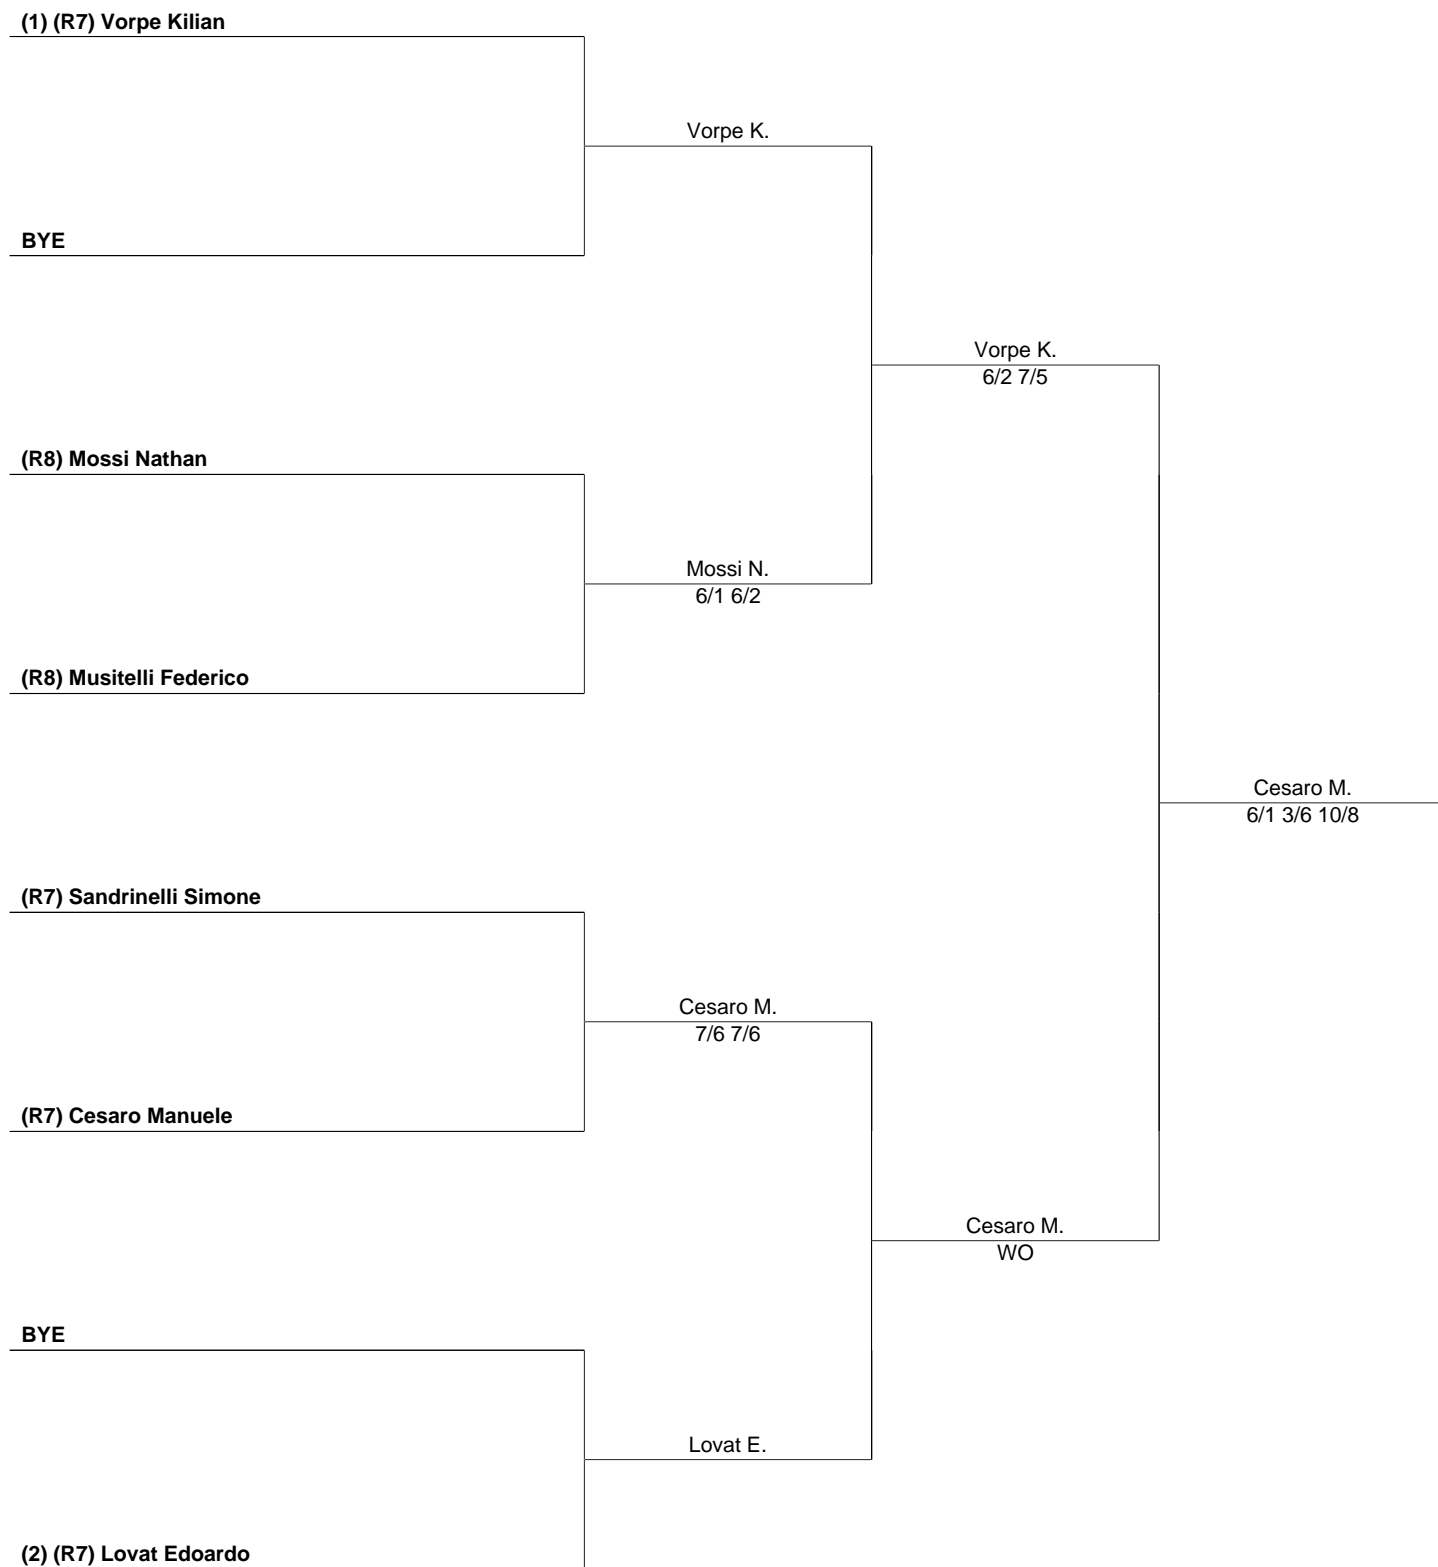 (1) (R7) Vorpe Kilian
Vorpe K.
BYE
Vorpe K.
6/2 7/5
(R8) Mossi Nathan
Mossi N.
6/1 6/2
(R8) Musitelli Federico
Cesaro M.
6/1 3/6 10/8
(R7) Sandrinelli Simone
Cesaro M.
7/6 7/6
(R7) Cesaro Manuele
Cesaro M.
WO
BYE
Lovat E.
(2) (R7) Lovat Edoardo